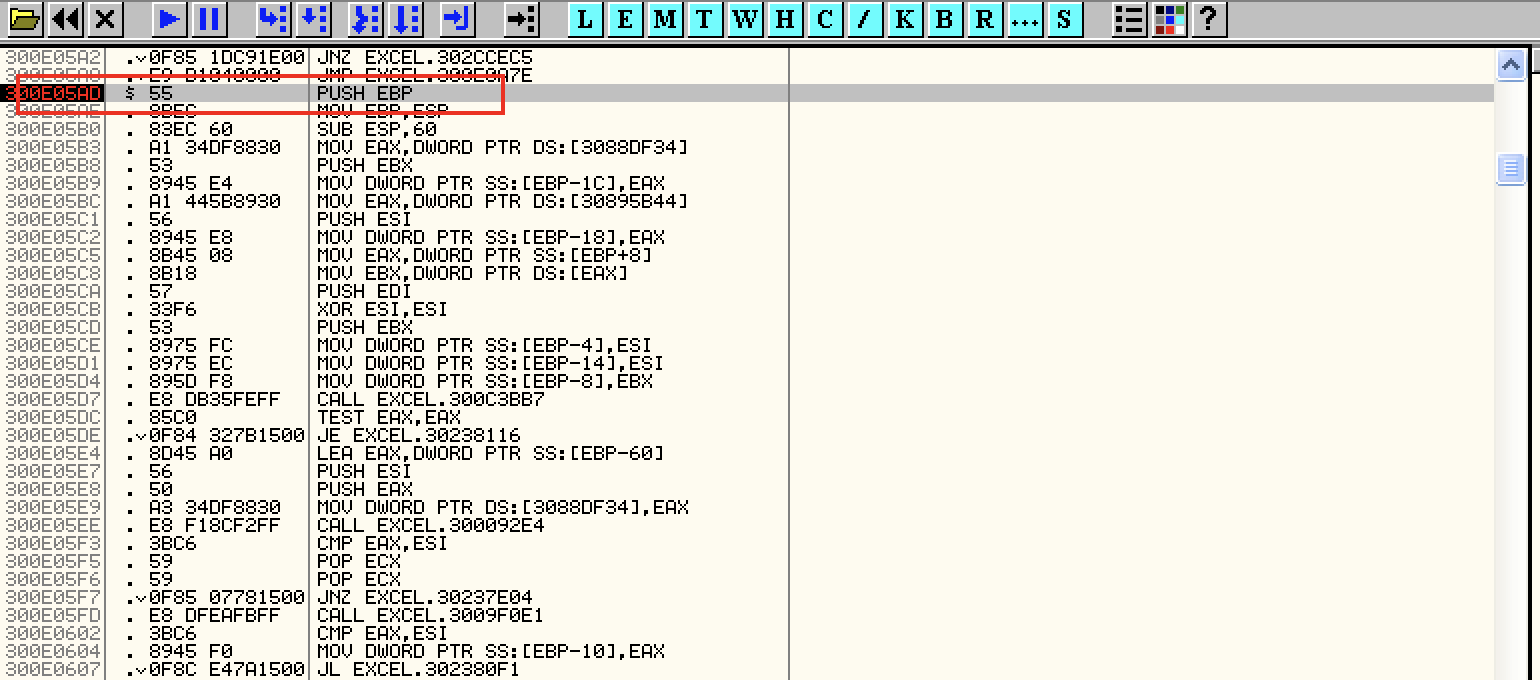 L E M T W H C / K B R ... S ?
300E05A2 .v 0F85 1DC91E00 JNZ EXCEL.302CCEC5
E9 JMP EXCEL.300E0A7E
300E05AD $ 55 PUSH EBP
300E05AE . 8BEC MOV EBP,ESP
300E05B0 . 83EC 60 SUB ESP,60
300E05B3 . A1 34DF8830 MOV EAX,DWORD PTR DS:[3088DF34]
300E05B8 . 53 PUSH EBX
300E05B9 . 8945 E4 MOV DWORD PTR SS:[EBP-1C],EAX
300E05BC . A1 445B8930 MOV EAX,DWORD PTR DS:[30895B44]
300E05C1 . 56 PUSH ESI
300E05C2 . 8945 E8 MOV DWORD PTR SS:[EBP-18],EAX
300E05C5 . 8B45 08 MOV EAX,DWORD PTR SS:[EBP+8]
300E05C8 . 8B18 MOV EBX,DWORD PTR DS:[EAX]
300E05CA . 57 PUSH EDI
300E05CB . 33F6 XOR ESI,ESI
300E05CD . 53 PUSH EBX
300E05CE . 8975 FC MOV DWORD PTR SS:[EBP-4],ESI
300E05D1 . 8975 EC MOV DWORD PTR SS:[EBP-14],ESI
300E05D4 . 895D F8 MOV DWORD PTR SS:[EBP-8],EBX
300E05D7 . E8 DB35FEFF CALL EXCEL.300C3BB7
300E05DC . 85C0 TEST EAX,EAX
300E05DE .v 0F84 327B1500 JE EXCEL.30238116
300E05E4 . 8D45 A0 LEA EAX,DWORD PTR SS:[EBP-60]
300E05E7 . 56 PUSH ESI
300E05E8 . 50 PUSH EAX
300E05E9 . A3 34DF8830 MOV DWORD PTR DS:[3088DF34],EAX
300E05EE . E8 F18CF2FF CALL EXCEL.300092E4
300E05F3 . 3BC6 CMP EAX,ESI
300E05F5 . 59 POP ECX
300E05F6 . 59 POP ECX
300E05F7 .v 0F85 07781500 JNZ EXCEL.30237E04
300E05FD . E8 DFEAFBFF CALL EXCEL.3009F0E1
300E0602 . 3BC6 CMP EAX,ESI
300E0604 . 8945 F0 MOV DWORD PTR SS:[EBP-10],EAX
300E0607 .v 0F8C E47A1500 JL EXCEL.302380F1